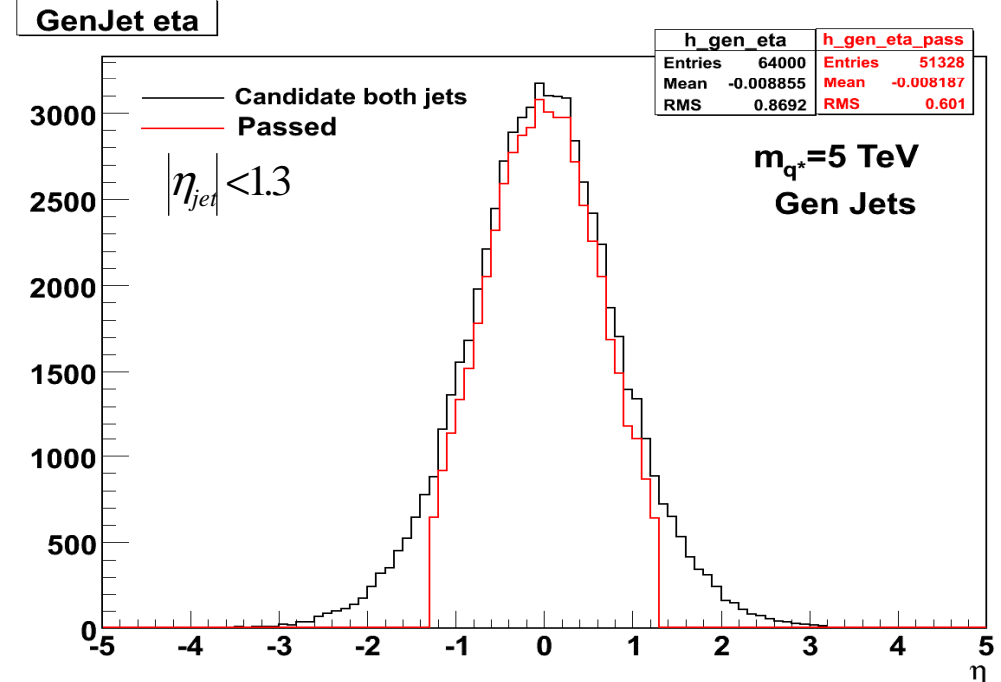 GenJet eta
h_gen_eta
Entries 64000
Mean -0.008855
RMS 0.8692
h_gen_eta_pass
Entries 51328
Mean -0.008187
RMS 0.601
Candidate both jets
Passed
|η_jet| <1.3
m_q*=5 TeV
Gen Jets
3000
2500
2000
1500
1000
500
0
-5 -4 -3 -2 -1 0 1 2 3 4 5
η